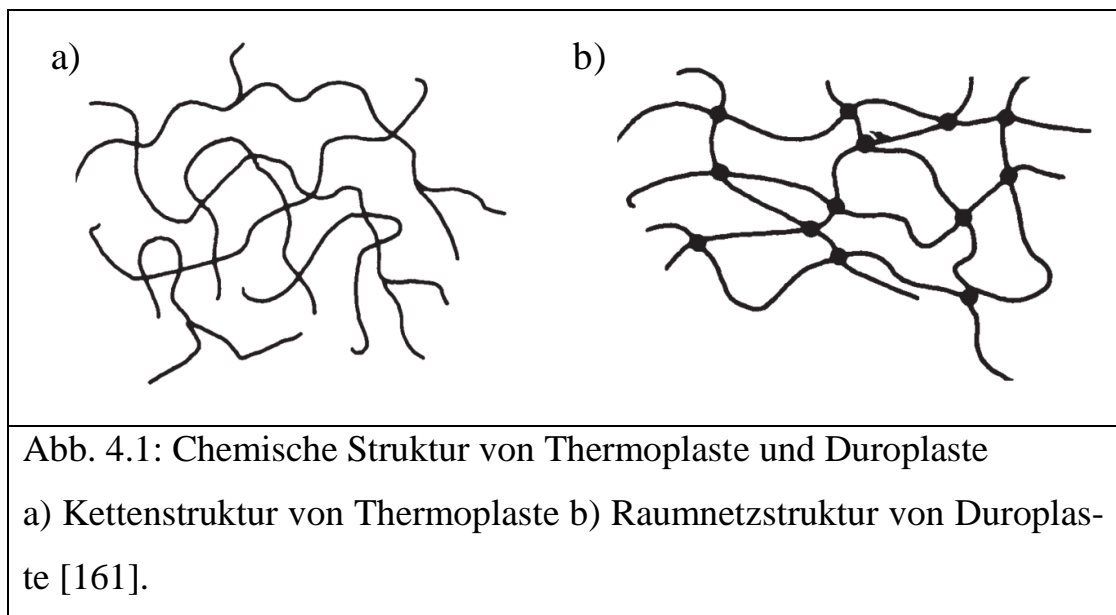 a) b)
Abb. 4.1: Chemische Struktur von Thermoplaste und Duroplaste
a) Kettenstruktur von Thermoplaste b) Raumnetzstruktur von Duroplas-
te [161].